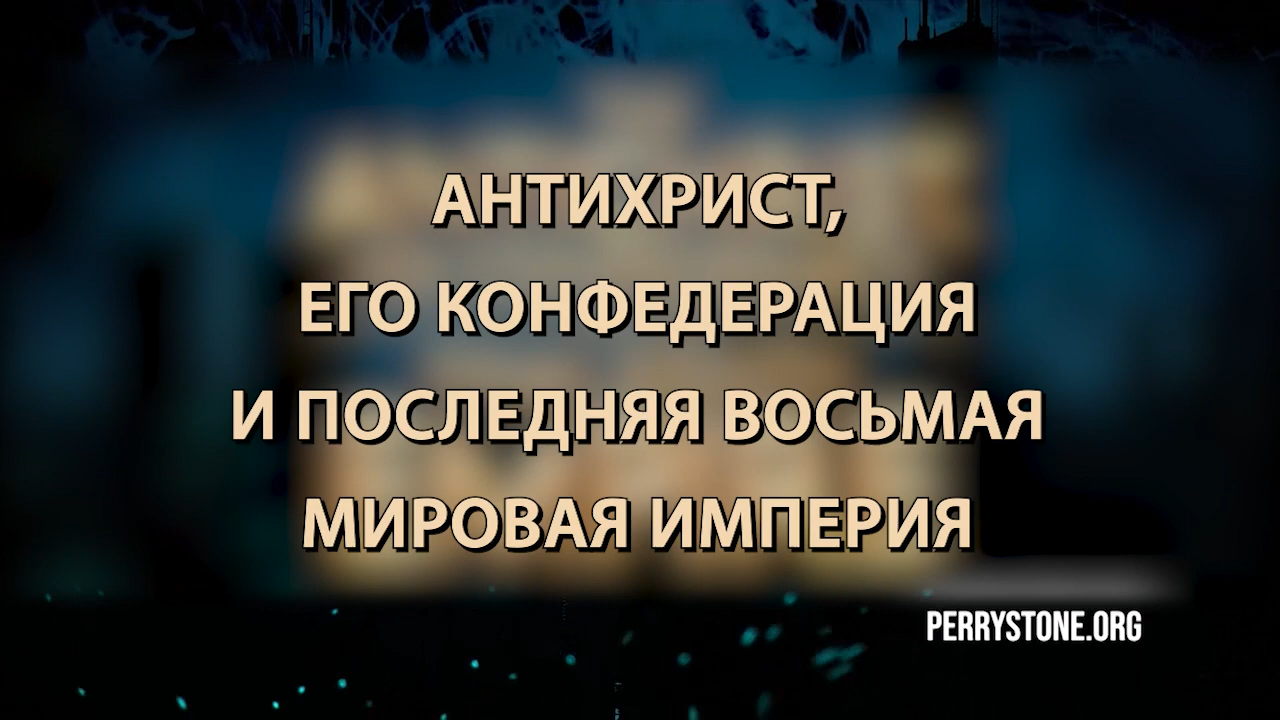 АНТИХРИСТ,
ЕГО КОНФЕДЕРАЦИЯ
И ПОСЛЕДНЯЯ ВОСЬМАЯ
МИРОВАЯ ИМПЕРИЯ
PERRYSTONE.ORG